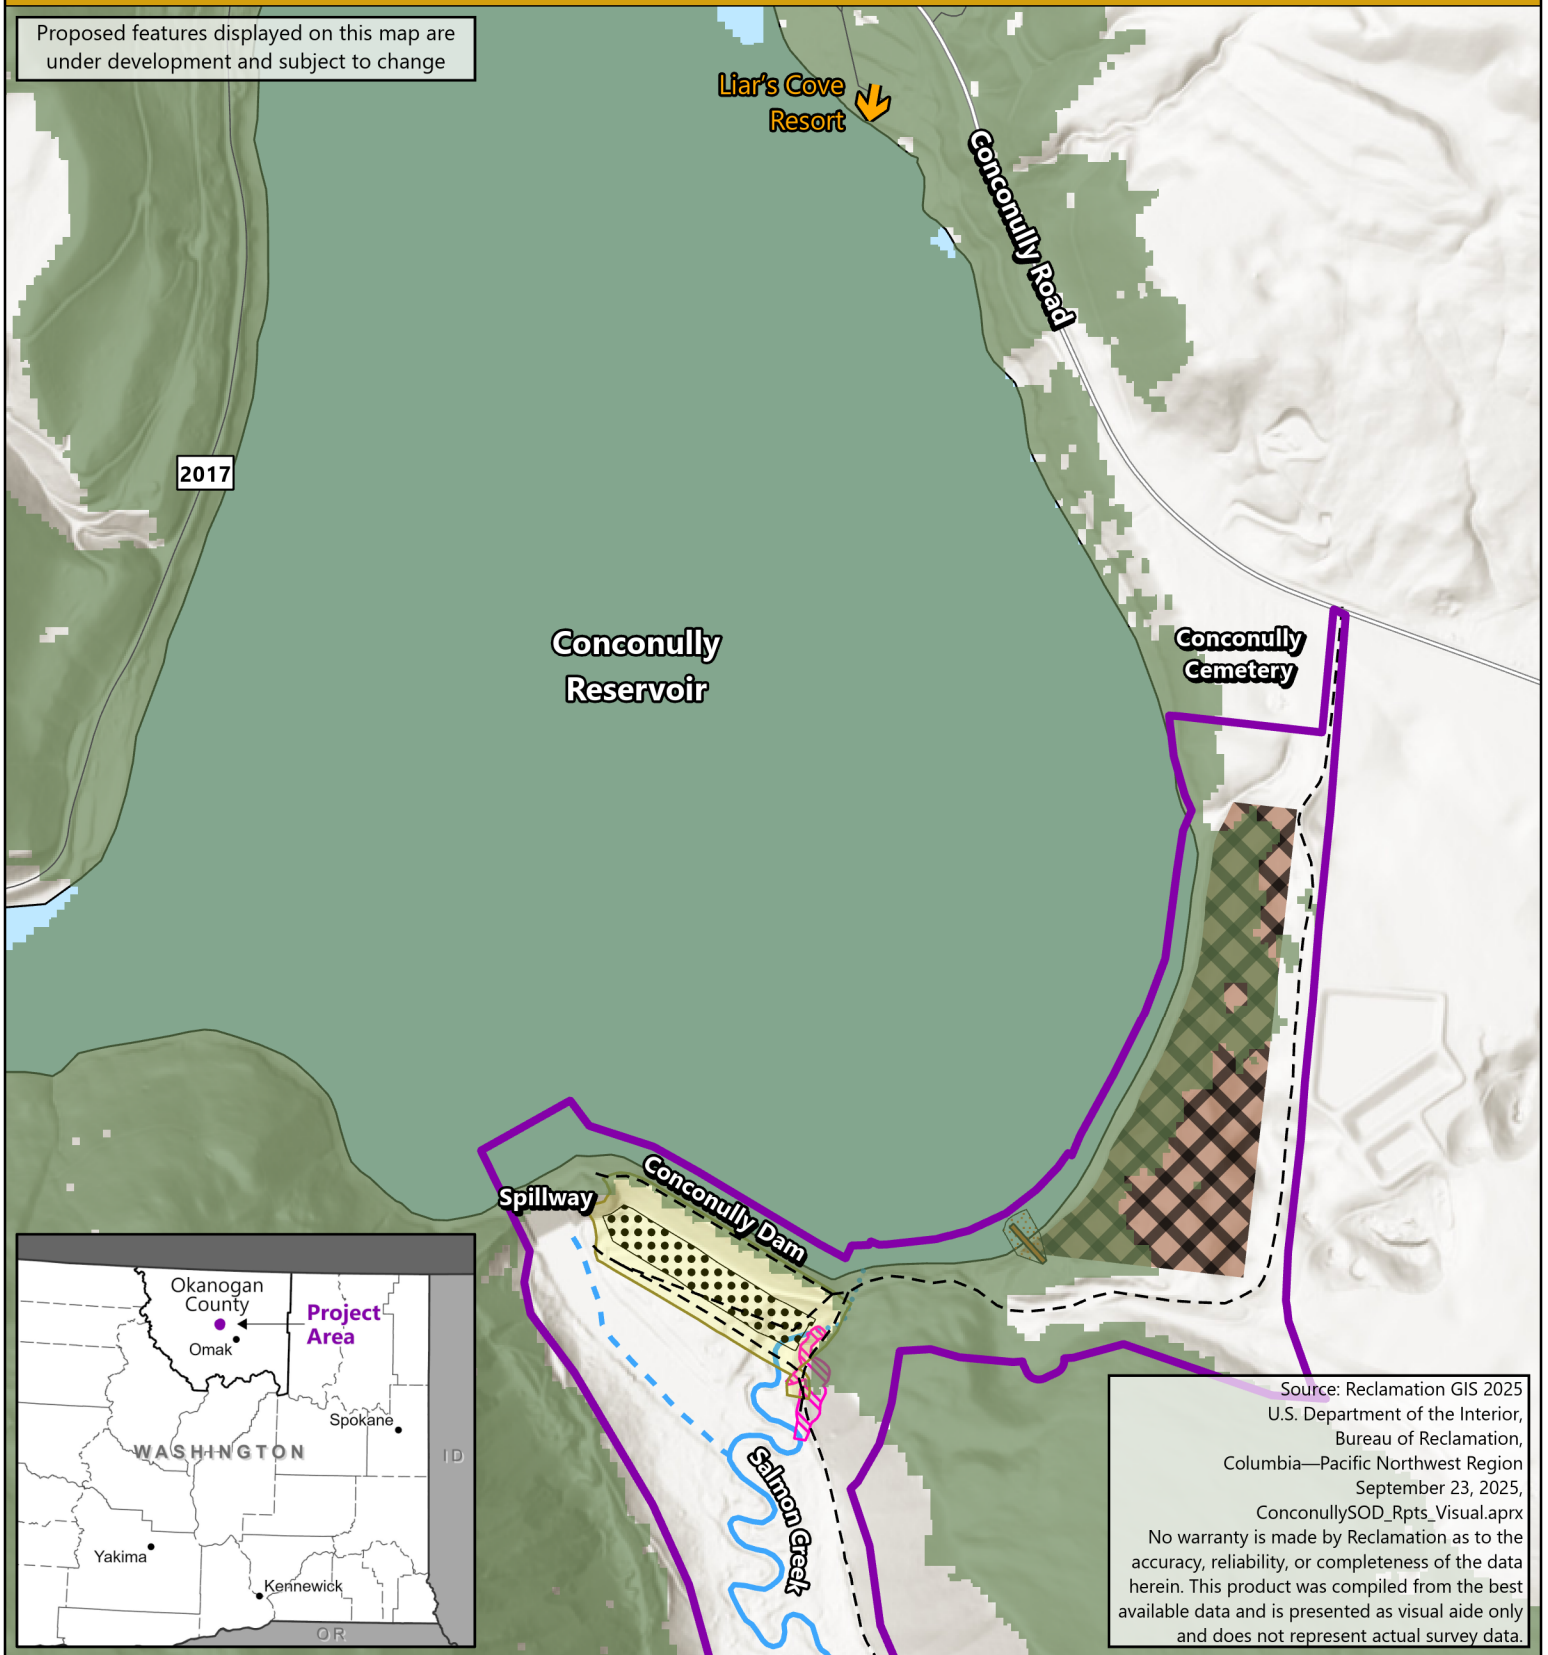 Proposed features displayed on this map are
under development and subject to change
Liar's Cove
Resort
Conconully Road
2017
Conconully
Reservoir
Conconully
Cemetery
Spillway
Conconully Dam
Salmon Creek
Okanogan
County
Project
Area
Omak
Spokane
WASHINGTON
ID
Yakima
Kennewick
OR
Source: Reclamation GIS 2025
U.S. Department of the Interior,
Bureau of Reclamation,
Columbia—Pacific Northwest Region
September 23, 2025,
ConconullySOD_Rpts_Visual.aprx
No warranty is made by Reclamation as to the
accuracy, reliability, or completeness of the data
herein. This product was compiled from the best
available data and is presented as visual aide only
and does not represent actual survey data.